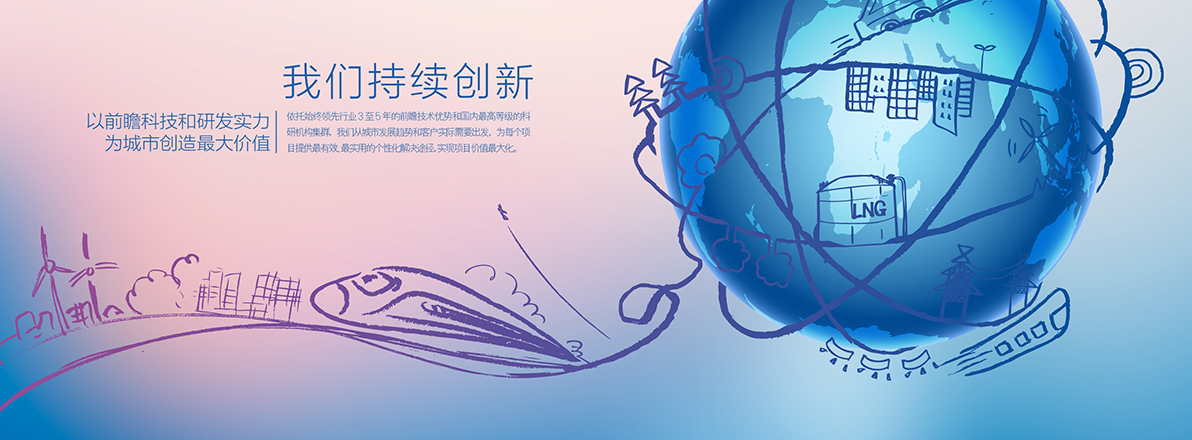 我们持续创新
以前瞻科技和研发实力
为城市创造最大价值
依托始终领先行业 3 至 5 年的前瞻技术优势和国内最高等级的科
研机构集群，我们从城市发展趋势和客户实际需要出发，为每个项
目提供最有效, 最实用的个性化解决途径, 实现项目价值最大化。
LNG